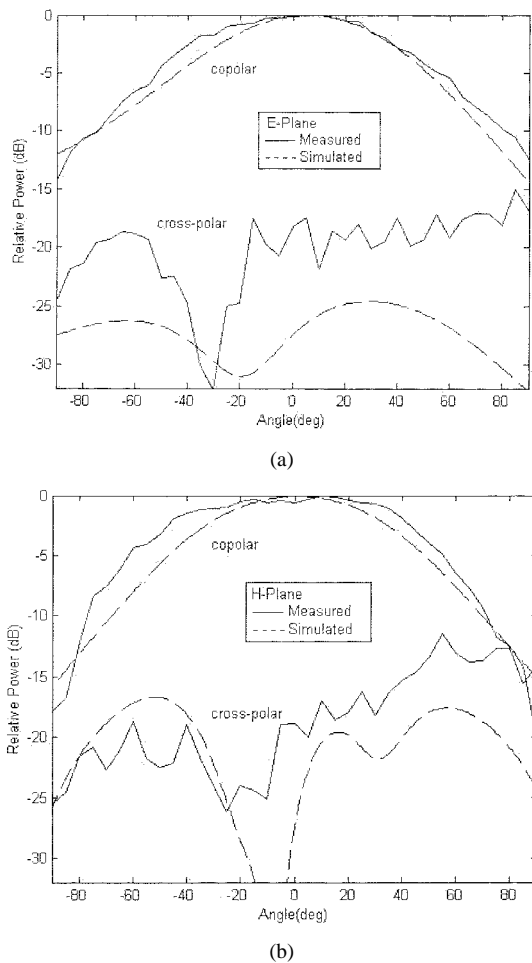 0
-5
-10
-15
-20
-25
-30
Relative Power (dB)
copolar
E-Plane
Measured
Simulated
cross-polar
-80 -60 -40 -20 0 20 40 60 80
Angle(deg)
(a)
0
-5
-10
-15
-20
-25
-30
Relative Power (dB)
copolar
H-Plane
Measured
Simulated
cross-polar
-80 -60 -40 -20 0 20 40 60 80
Angle(deg)
(b)